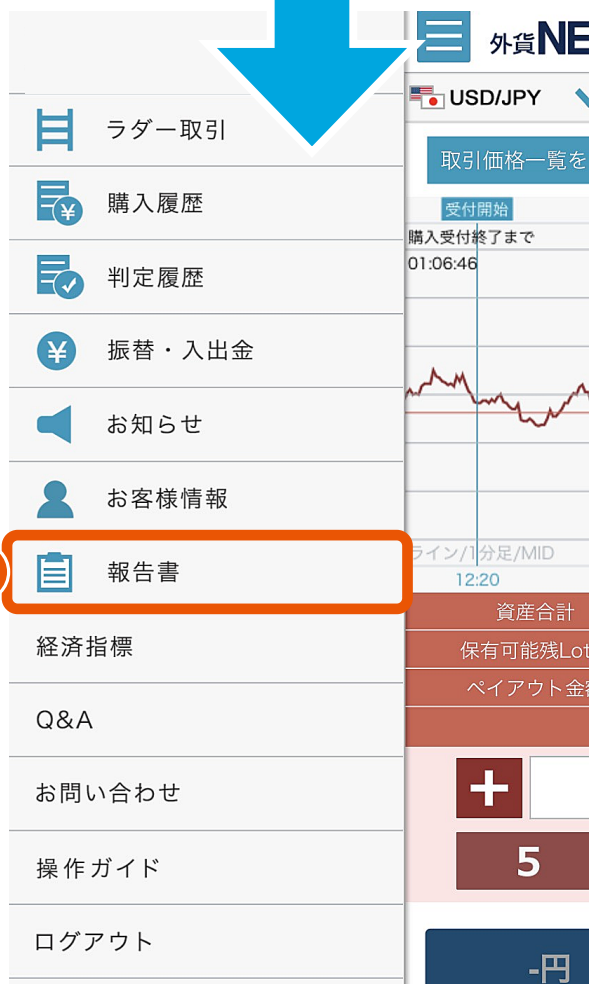 ラダー取引
購入履歴
判定履歴
振替・入出金
お知らせ
お客様情報
報告書
経済指標
Q&A
お問い合わせ
操作ガイド
ログアウト
外貨NE
USD/JPY
取引価格一覧を
受付開始
購入受付終了まで
01:06:46
ライン/1分足/MID
12:20
資産合計
保有可能残Lot
ペイアウト金額
5
-円